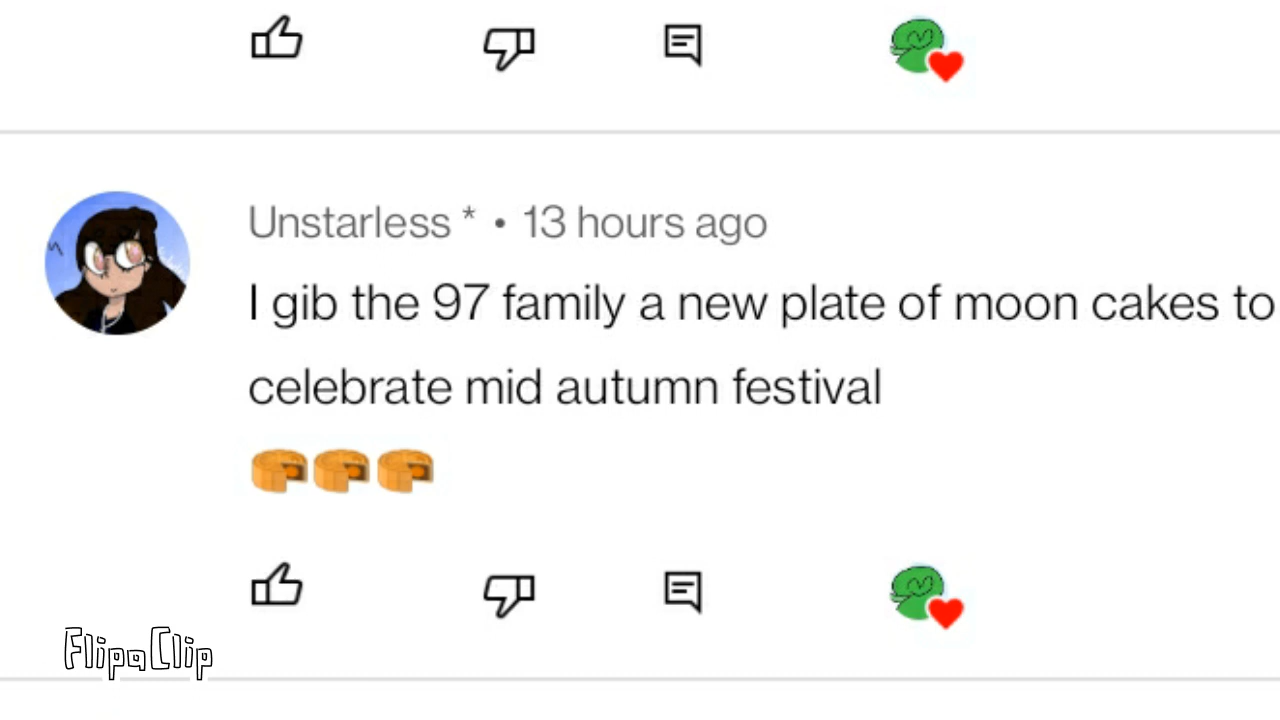 Unstarless * • 13 hours ago
I gib the 97 family a new plate of moon cakes to
celebrate mid autumn festival
🥮🥮🥮
FlipaClip